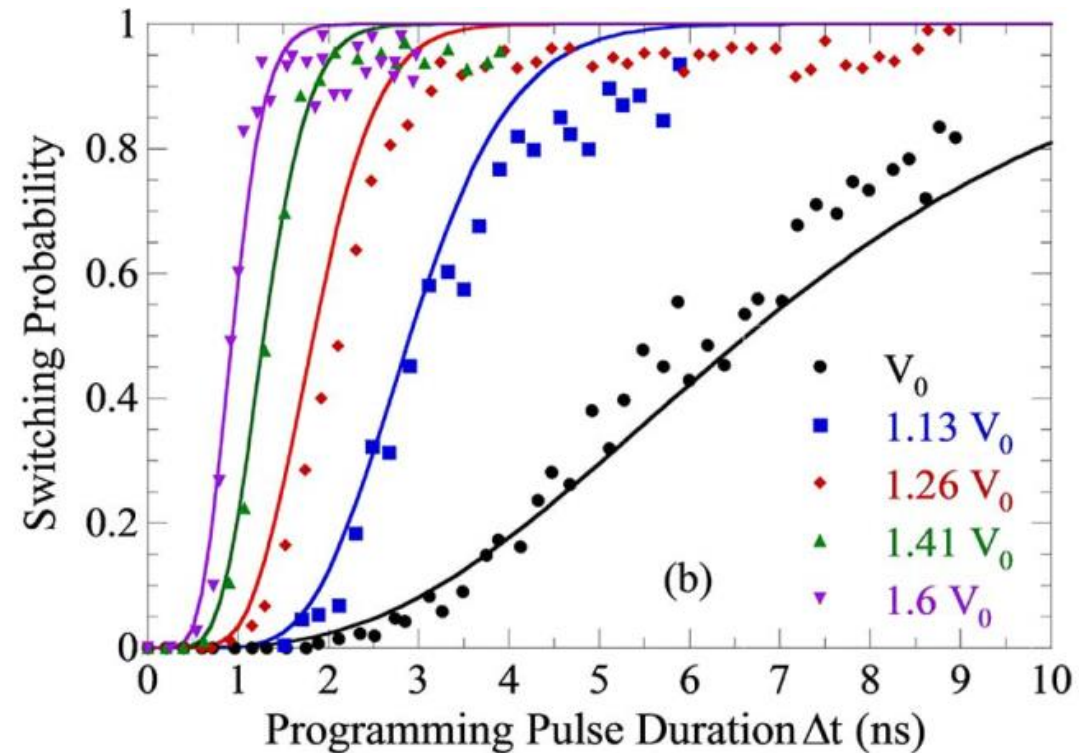 1
0.8
0.6
0.4
0.2
0
Switching Probability
(b)
V₀
1.13 V₀
1.26 V₀
1.41 V₀
1.6 V₀
0 1 2 3 4 5 6 7 8 9 10
Programming Pulse Duration Δt (ns)